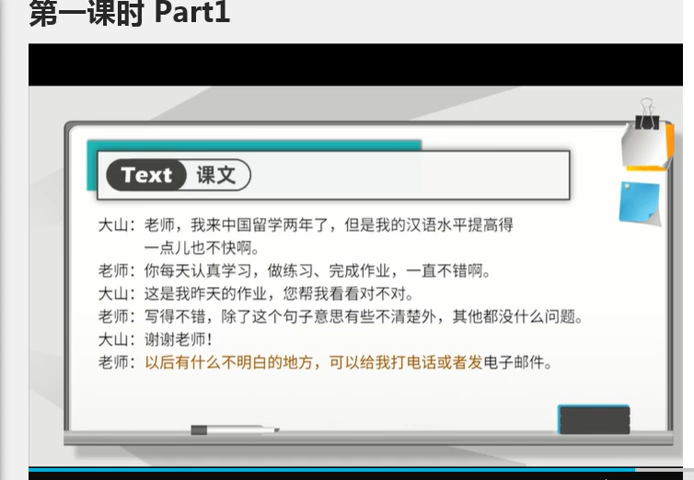 第一课时 Part1
Text 课文
大山：老师，我来中国留学两年了，但是我的汉语水平提高得
一点儿也不快啊。
老师：你每天认真学习，做练习、完成作业，一直不错啊。
大山：这是我昨天的作业，您帮我看看对不对。
老师：写得不错，除了这个句子意思有些不清楚外，其他都没什么问题。
大山：谢谢老师！
老师：以后有什么不明白的地方，可以给我打电话或者发电子邮件。